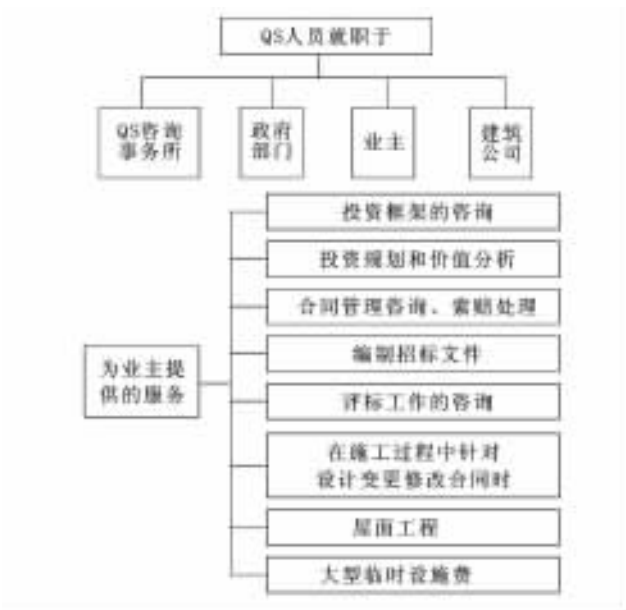 QS人员就职于
QS咨询
事务所
政府
部门
业主
建筑
公司
投资框架的咨询
投资规划和价值分析
合同管理咨询、索赔处理
编制招标文件
为业主提
供的服务
评标工作的咨询
在施工过程中针对
设计变更修改合同时
屋面工程
大型临时设施费